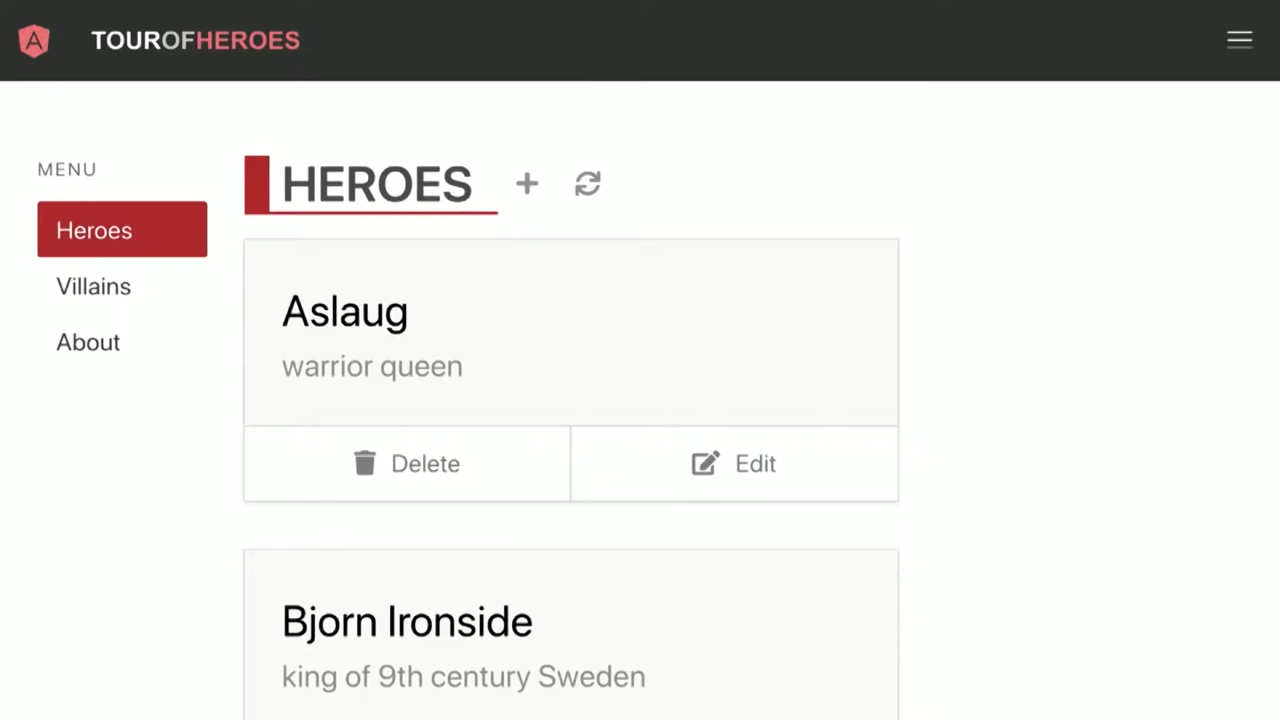 TOUROFHEROES
MENU
Heroes
Villains
About
HEROES
Aslaug
warrior queen
Delete
Edit
Bjorn Ironside
king of 9th century Sweden